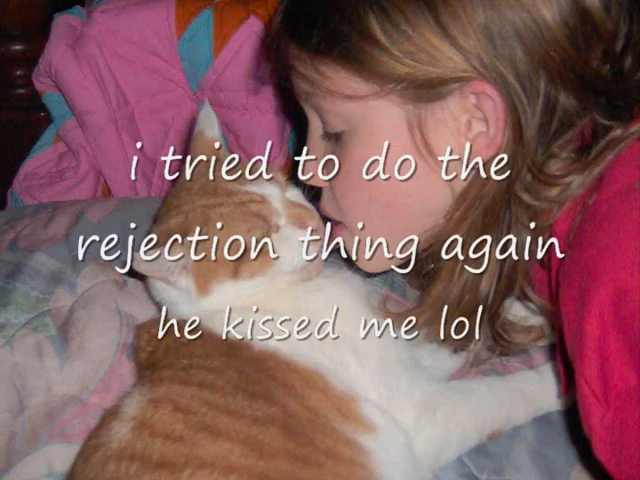 i tried to do the
rejection thing again
he kissed me lol